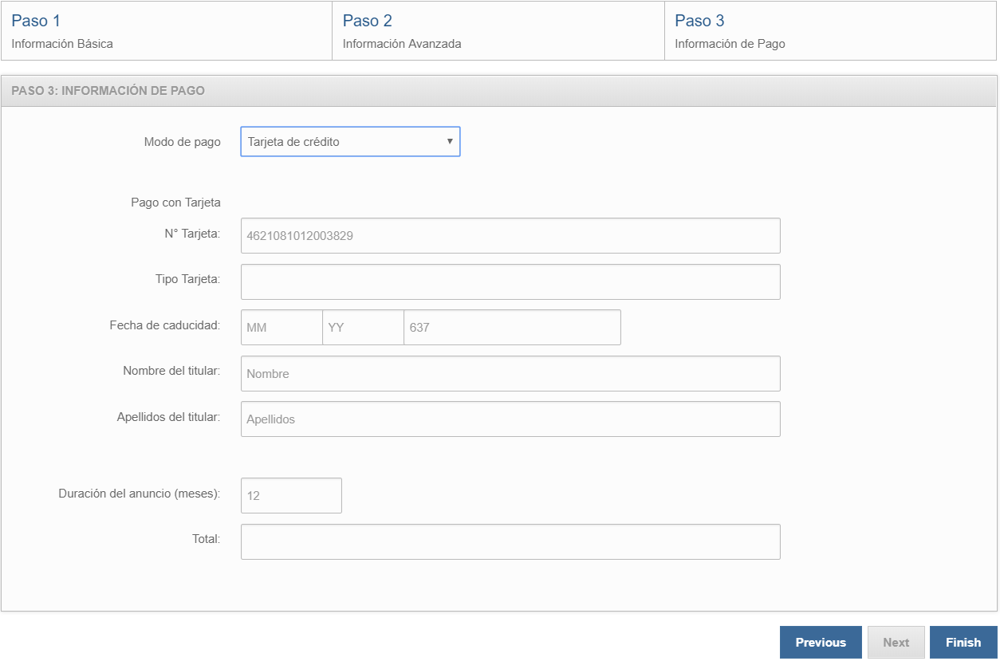 Paso 1
Información Básica
Paso 2
Información Avanzada
Paso 3
Información de Pago
PASO 3: INFORMACIÓN DE PAGO
Modo de pago
Tarjeta de crédito
Pago con Tarjeta
N° Tarjeta:
4621081012003829
Tipo Tarjeta:
Fecha de caducidad:
MM
YY
637
Nombre del titular:
Nombre
Apellidos del titular:
Apellidos
Duración del anuncio (meses):
12
Total:
Previous
Next
Finish